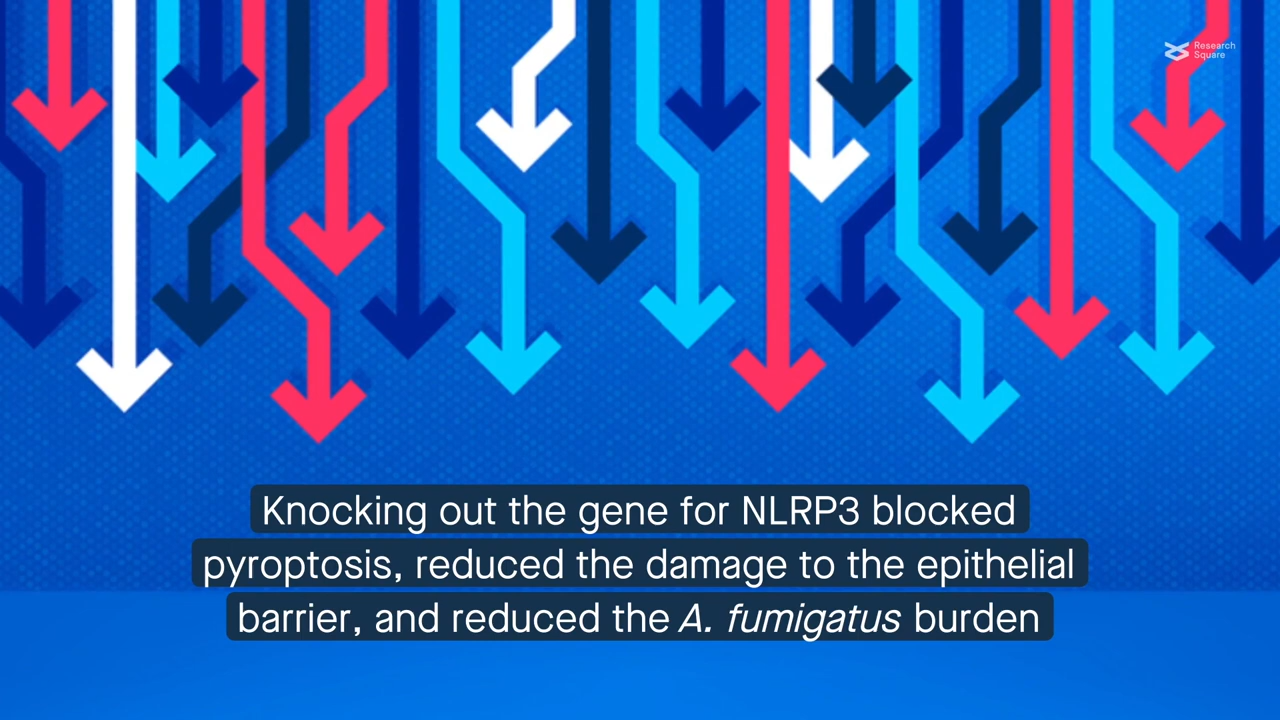 Research
Square
Knocking out the gene for NLRP3 blocked
pyroptosis, reduced the damage to the epithelial
barrier, and reduced the A. fumigatus burden